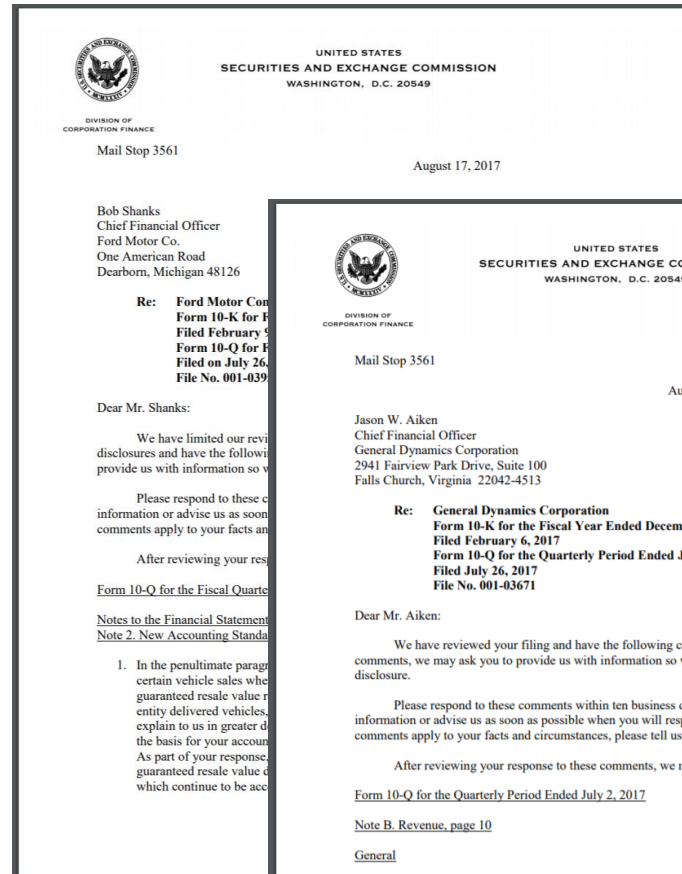 UNITED STATES
SECURITIES AND EXCHANGE COMMISSION
WASHINGTON, D.C. 20549
DIVISION OF
CORPORATION FINANCE
Mail Stop 3561
August 17, 2017
Bob Shanks
Chief Financial Officer
Ford Motor Co.
One American Road
Dearborn, Michigan 48126
Re: Ford Motor Con
Form 10-K for F
Filed February 9
Form 10-Q for F
Filed on July 26,
File No. 001-039
Dear Mr. Shanks:
We have limited our revi
disclosures and have the followi
provide us with information so w
Please respond to these c
information or advise us as soon
comments apply to your facts an
After reviewing your resp
Form 10-Q for the Fiscal Quarte
Notes to the Financial Statement
Note 2. New Accounting Standa
1. In the penultimate paragr
certain vehicle sales whe
guaranteed resale value r
entity delivered vehicles,
explain to us in greater de
the basis for your accoun
As part of your response,
guaranteed resale value d
which continue to be acc
UNITED STATES
SECURITIES AND EXCHANGE CO
WASHINGTON, D.C. 2054
DIVISION OF
CORPORATION FINANCE
Mail Stop 3561
Au
Jason W. Aiken
Chief Financial Officer
General Dynamics Corporation
2941 Fairview Park Drive, Suite 100
Falls Church, Virginia 22042-4513
Re: General Dynamics Corporation
Form 10-K for the Fiscal Year Ended Decem
Filed February 6, 2017
Form 10-Q for the Quarterly Period Ended J
Filed July 26, 2017
File No. 001-03671
Dear Mr. Aiken:
We have reviewed your filing and have the following c
comments, we may ask you to provide us with information so w
disclosure.
Please respond to these comments within ten business d
information or advise us as soon as possible when you will resp
comments apply to your facts and circumstances, please tell us
After reviewing your response to these comments, we m
Form 10-Q for the Quarterly Period Ended July 2, 2017
Note B. Revenue, page 10
General